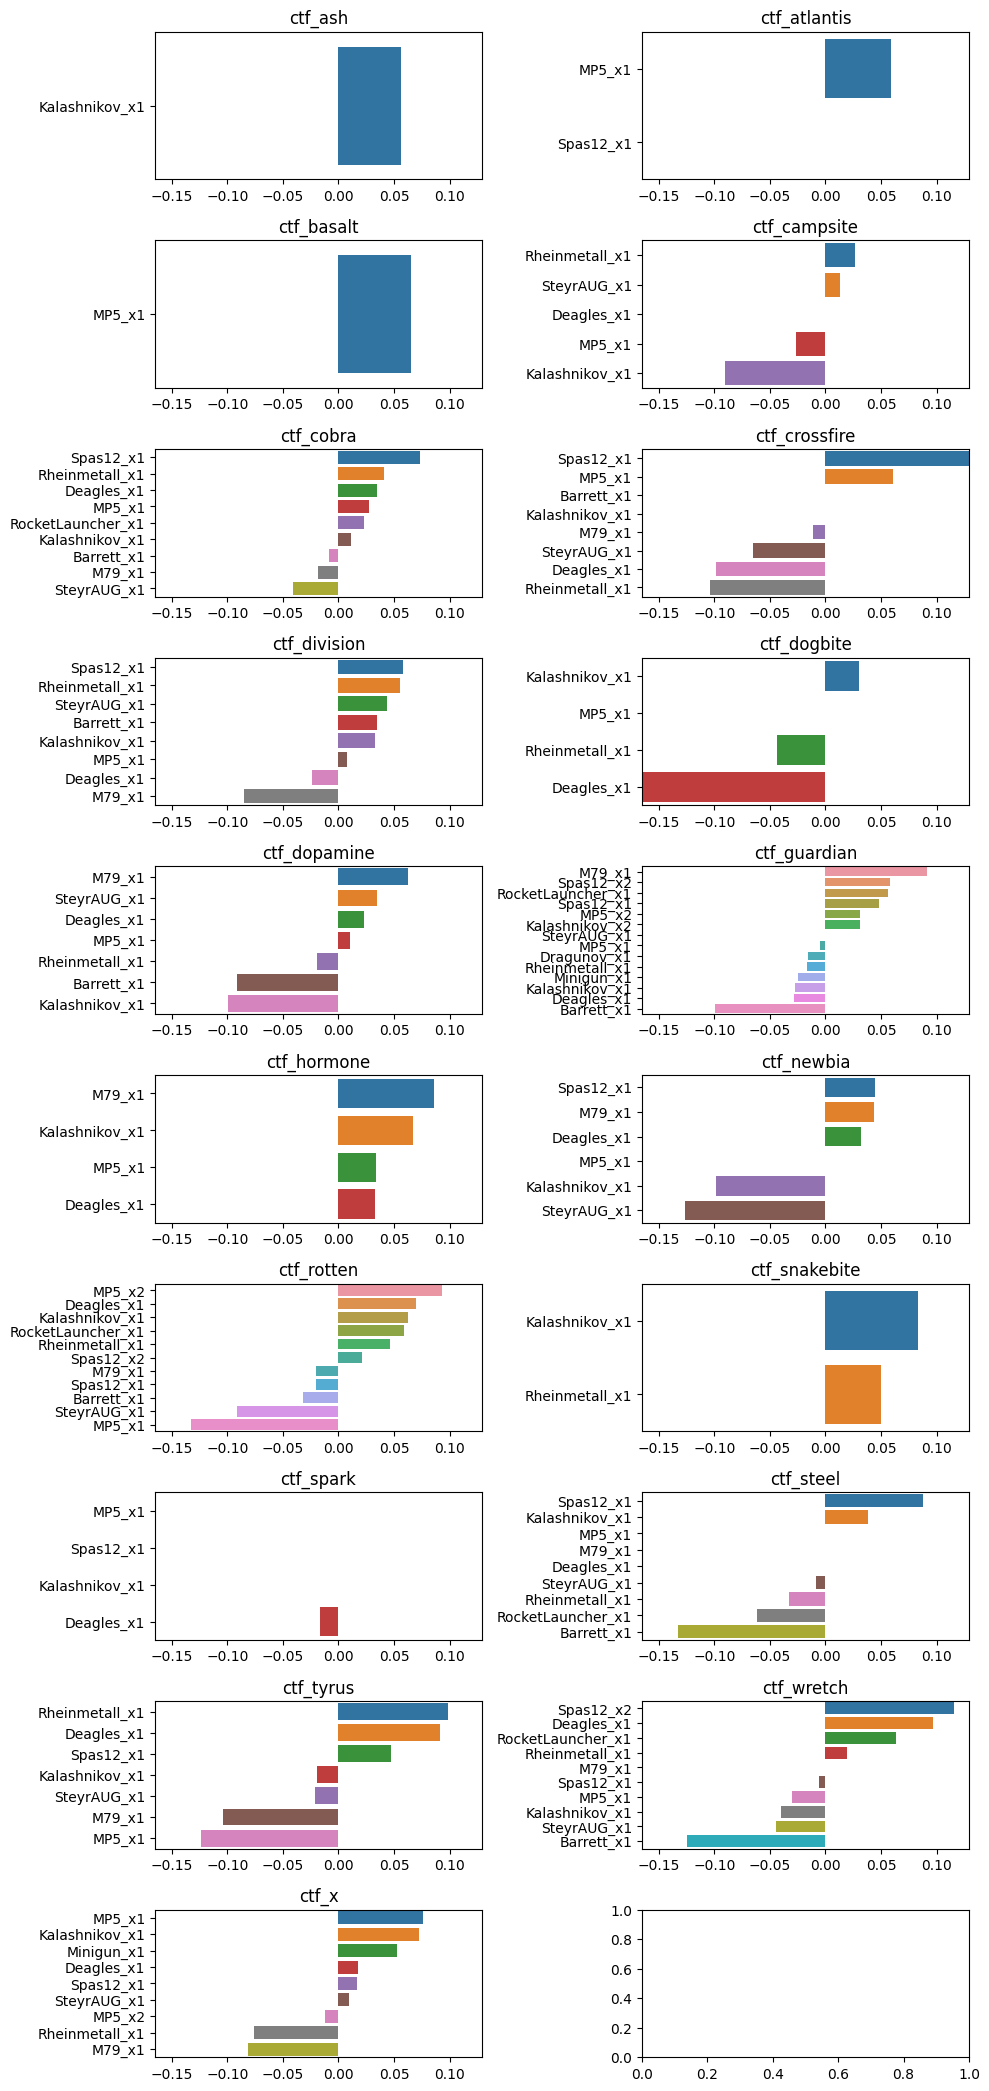 ctf_ash
Kalashnikov_x1
−0.15 −0.10 −0.05 0.00 0.05 0.10
ctf_atlantis
MP5_x1
Spas12_x1
−0.15 −0.10 −0.05 0.00 0.05 0.10
ctf_basalt
MP5_x1
−0.15 −0.10 −0.05 0.00 0.05 0.10
ctf_campsite
Rheinmetall_x1
SteyrAUG_x1
Deagles_x1
MP5_x1
Kalashnikov_x1
−0.15 −0.10 −0.05 0.00 0.05 0.10
ctf_cobra
Spas12_x1
Rheinmetall_x1
Deagles_x1
MP5_x1
RocketLauncher_x1
Kalashnikov_x1
Barrett_x1
M79_x1
SteyrAUG_x1
−0.15 −0.10 −0.05 0.00 0.05 0.10
ctf_crossfire
Spas12_x1
MP5_x1
Barrett_x1
Kalashnikov_x1
M79_x1
SteyrAUG_x1
Deagles_x1
Rheinmetall_x1
−0.15 −0.10 −0.05 0.00 0.05 0.10
ctf_division
Spas12_x1
Rheinmetall_x1
SteyrAUG_x1
Barrett_x1
Kalashnikov_x1
MP5_x1
Deagles_x1
M79_x1
−0.15 −0.10 −0.05 0.00 0.05 0.10
ctf_dogbite
Kalashnikov_x1
MP5_x1
Rheinmetall_x1
Deagles_x1
−0.15 −0.10 −0.05 0.00 0.05 0.10
ctf_dopamine
M79_x1
SteyrAUG_x1
Deagles_x1
MP5_x1
Rheinmetall_x1
Barrett_x1
Kalashnikov_x1
−0.15 −0.10 −0.05 0.00 0.05 0.10
ctf_guardian
M79_x1
Spas12_x2
RocketLauncher_x1
Spas12_x1
MP5_x2
Kalashnikov_x2
SteyrAUG_x1
MP5_x1
Dragunov_x1
Rheinmetall_x1
Minigun_x1
Kalashnikov_x1
Deagles_x1
Barrett_x1
−0.15 −0.10 −0.05 0.00 0.05 0.10
ctf_hormone
M79_x1
Kalashnikov_x1
MP5_x1
Deagles_x1
−0.15 −0.10 −0.05 0.00 0.05 0.10
ctf_newbia
Spas12_x1
M79_x1
Deagles_x1
MP5_x1
Kalashnikov_x1
SteyrAUG_x1
−0.15 −0.10 −0.05 0.00 0.05 0.10
ctf_rotten
MP5_x2
Deagles_x1
Kalashnikov_x1
RocketLauncher_x1
Rheinmetall_x1
Spas12_x2
M79_x1
Spas12_x1
Barrett_x1
SteyrAUG_x1
MP5_x1
−0.15 −0.10 −0.05 0.00 0.05 0.10
ctf_snakebite
Kalashnikov_x1
Rheinmetall_x1
−0.15 −0.10 −0.05 0.00 0.05 0.10
ctf_spark
MP5_x1
Spas12_x1
Kalashnikov_x1
Deagles_x1
−0.15 −0.10 −0.05 0.00 0.05 0.10
ctf_steel
Spas12_x1
Kalashnikov_x1
MP5_x1
M79_x1
Deagles_x1
SteyrAUG_x1
Rheinmetall_x1
RocketLauncher_x1
Barrett_x1
−0.15 −0.10 −0.05 0.00 0.05 0.10
ctf_tyrus
Rheinmetall_x1
Deagles_x1
Spas12_x1
Kalashnikov_x1
SteyrAUG_x1
M79_x1
MP5_x1
−0.15 −0.10 −0.05 0.00 0.05 0.10
ctf_wretch
Spas12_x2
Deagles_x1
RocketLauncher_x1
Rheinmetall_x1
M79_x1
Spas12_x1
MP5_x1
Kalashnikov_x1
SteyrAUG_x1
Barrett_x1
−0.15 −0.10 −0.05 0.00 0.05 0.10
ctf_x
MP5_x1
Kalashnikov_x1
Minigun_x1
Deagles_x1
Spas12_x1
SteyrAUG_x1
MP5_x2
Rheinmetall_x1
M79_x1
−0.15 −0.10 −0.05 0.00 0.05 0.10
1.0
0.8
0.6
0.4
0.2
0.0
0.0 0.2 0.4 0.6 0.8 1.0